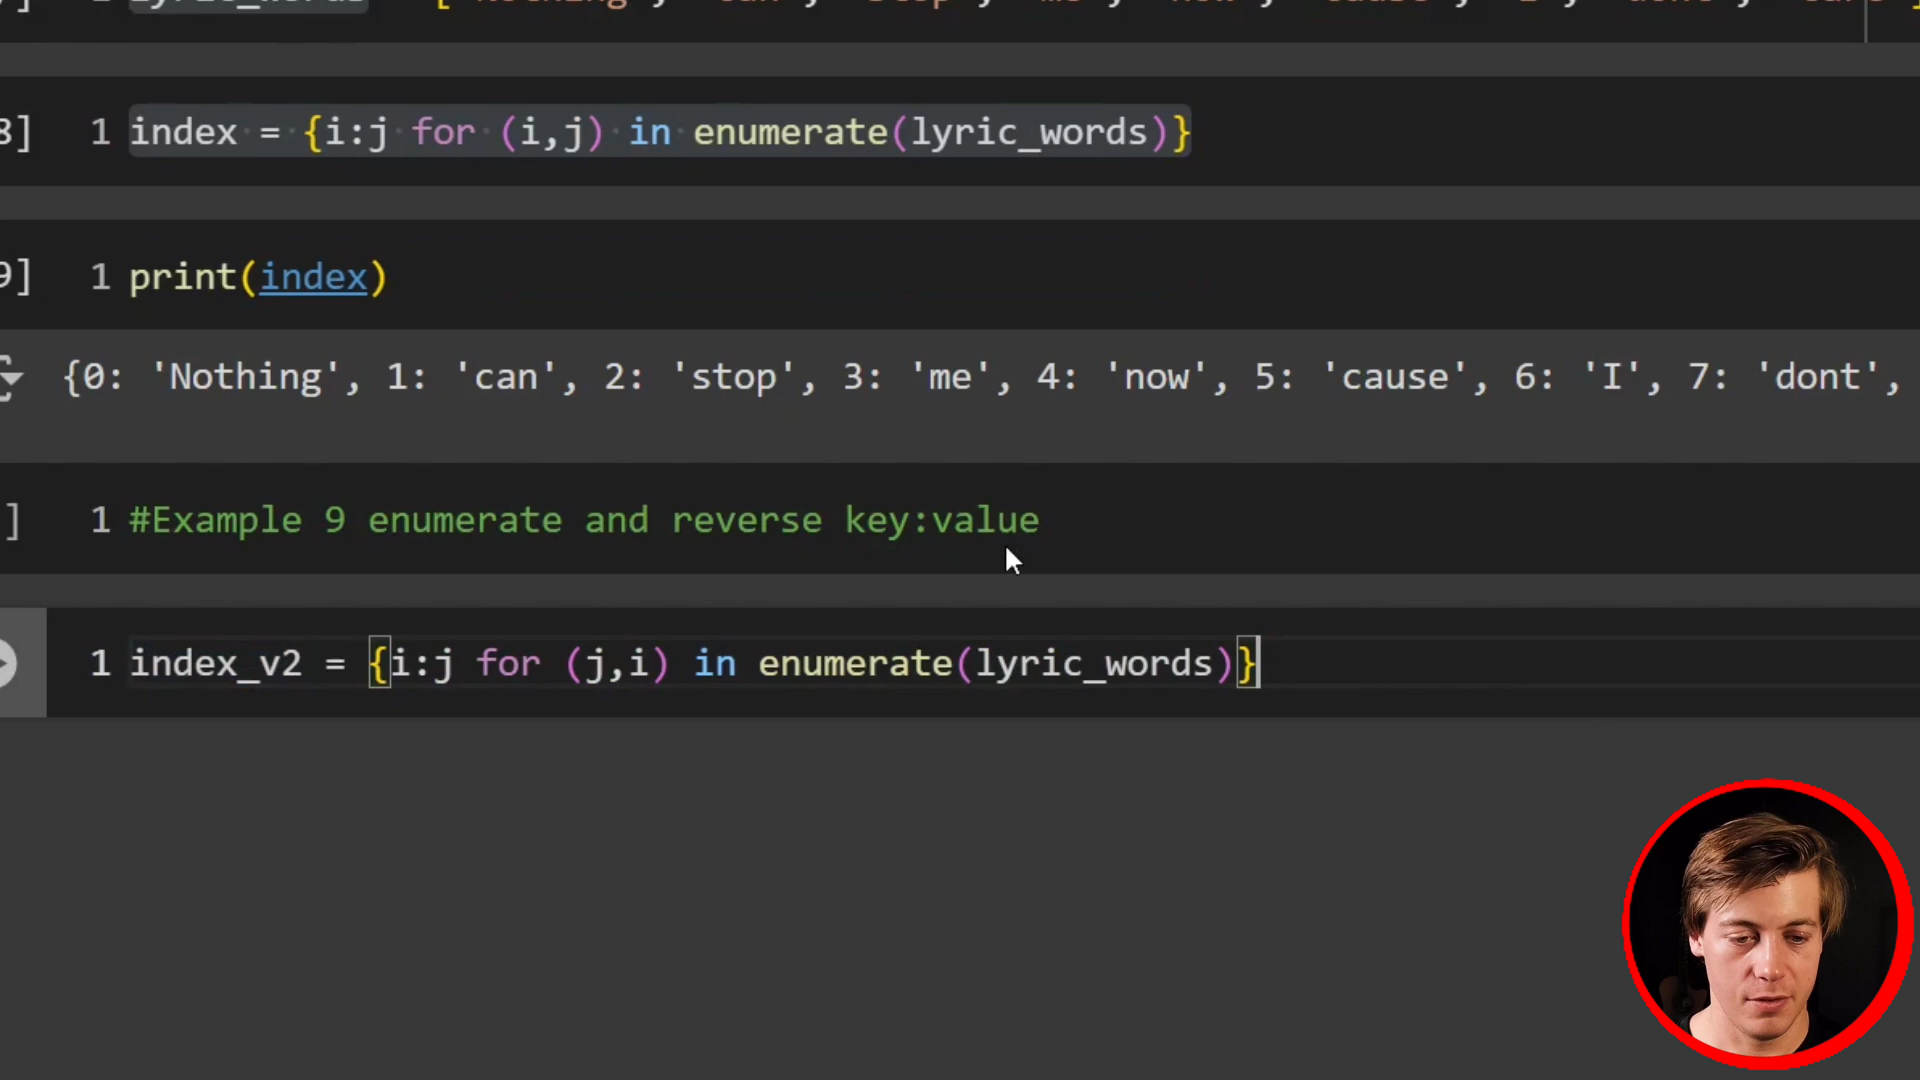 8] 1 index = {i:j for (i,j) in enumerate(lyric_words)}
9] 1 print(index)
{0: 'Nothing', 1: 'can', 2: 'stop', 3: 'me', 4: 'now', 5: 'cause', 6: 'I', 7: 'dont',
] 1 #Example 9 enumerate and reverse key:value
1 index_v2 = {i:j for (j,i) in enumerate(lyric_words)}